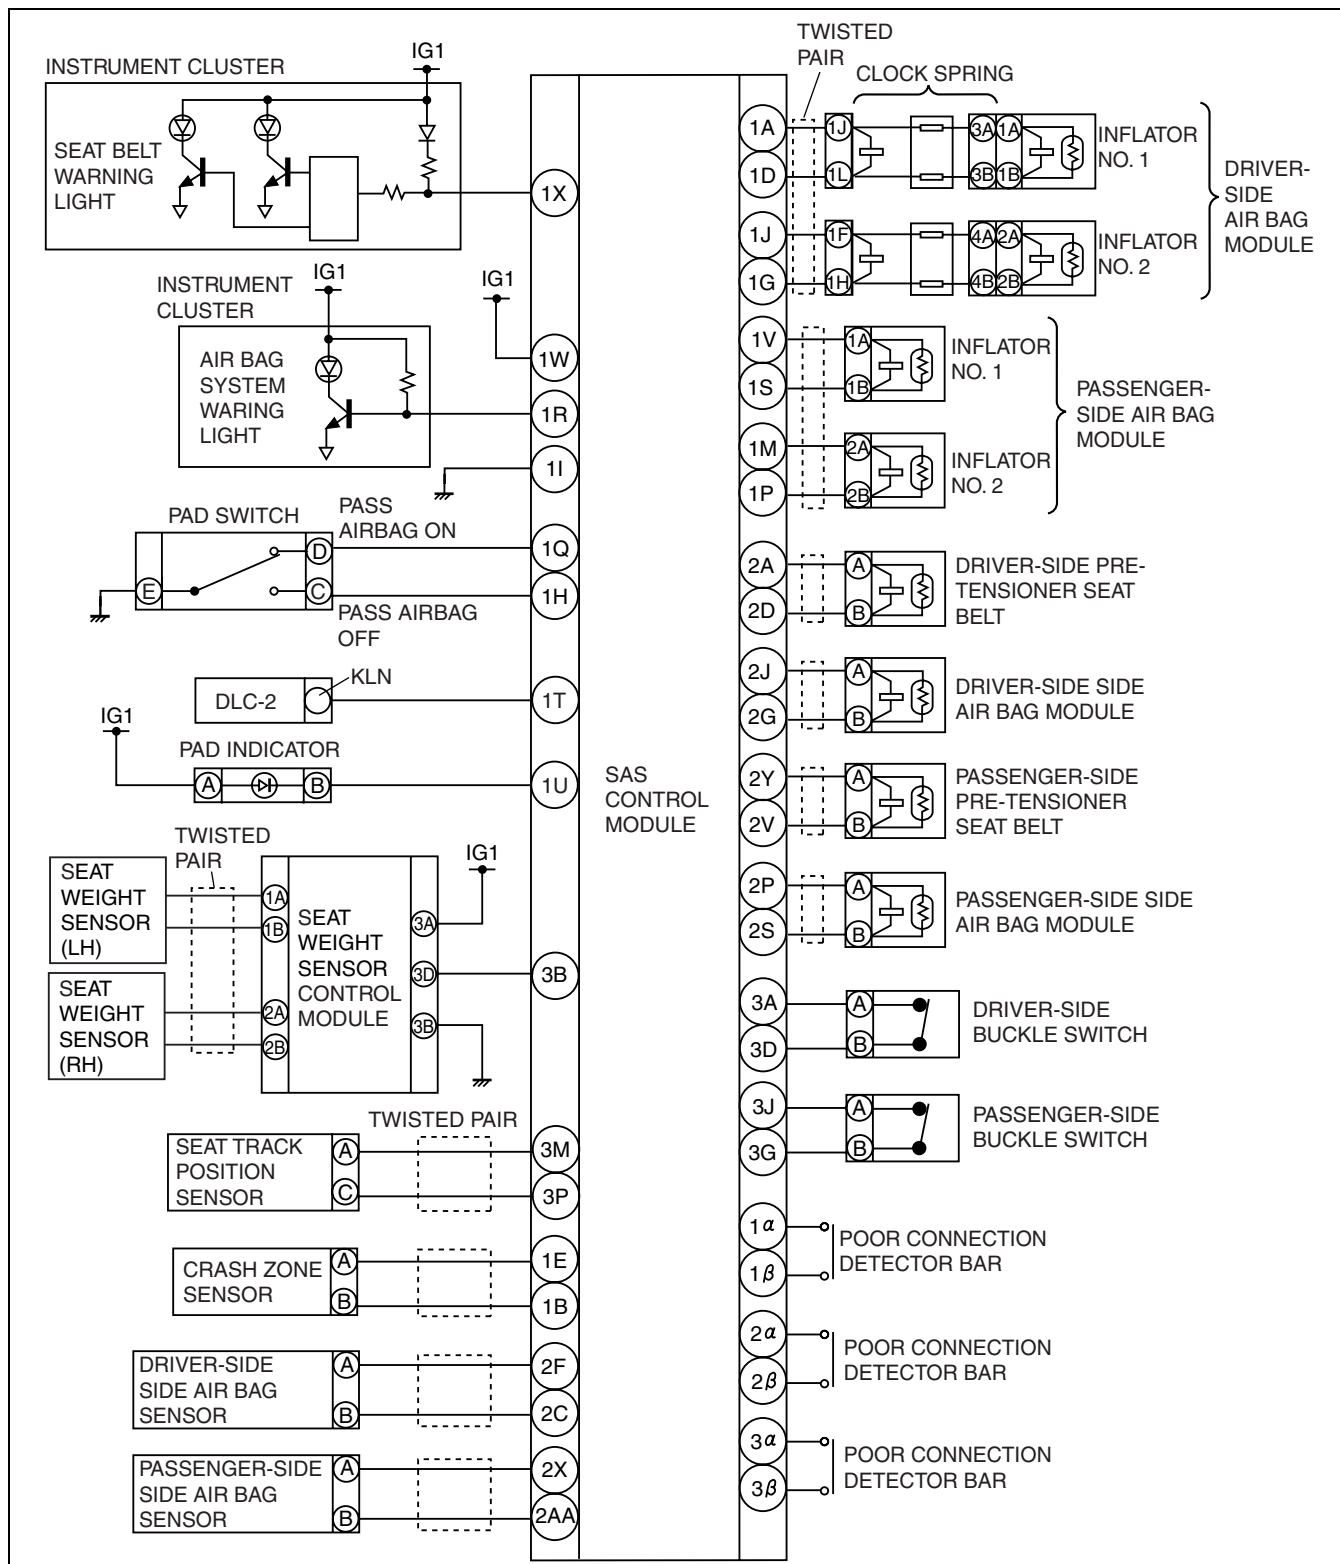 INSTRUMENT CLUSTER
IG1
SEAT BELT
WARNING
LIGHT
1X
INSTRUMENT
CLUSTER
IG1
IG1
AIR BAG
SYSTEM
WARING
LIGHT
1W
1R
1I
PAD SWITCH
PASS
AIRBAG ON
E
D
C
PASS AIRBAG
OFF
1Q
1H
DLC-2
KLN
1T
IG1
PAD INDICATOR
A
B
1U
TWISTED
PAIR
SEAT
WEIGHT
SENSOR
(LH)
SEAT
WEIGHT
SENSOR
(RH)
1A
1B
2A
2B
SEAT
WEIGHT
SENSOR
CONTROL
MODULE
3A
3D
3B
IG1
3B
TWISTED PAIR
SEAT TRACK
POSITION
SENSOR
A
C
3M
3P
CRASH ZONE
SENSOR
A
B
1E
1B
DRIVER-SIDE
SIDE AIR BAG
SENSOR
A
B
2F
2C
PASSENGER-SIDE
SIDE AIR BAG
SENSOR
A
B
2X
2AA
SAS
CONTROL
MODULE
TWISTED
PAIR
CLOCK SPRING
1A
1D
1J
1L
3A
3B
1A
1B
INFLATOR
NO. 1
1J
1G
1F
1H
4A
4B
2A
2B
INFLATOR
NO. 2
DRIVER-
SIDE
AIR BAG
MODULE
1V
1S
1A
1B
INFLATOR
NO. 1
1M
1P
2A
2B
INFLATOR
NO. 2
PASSENGER-
SIDE AIR BAG
MODULE
2A
2D
A
B
DRIVER-SIDE PRE-
TENSIONER SEAT
BELT
2J
2G
A
B
DRIVER-SIDE SIDE
AIR BAG MODULE
2Y
2V
A
B
PASSENGER-SIDE
PRE-TENSIONER
SEAT BELT
2P
2S
A
B
PASSENGER-SIDE SIDE
AIR BAG MODULE
3A
3D
A
B
DRIVER-SIDE
BUCKLE SWITCH
3J
3G
A
B
PASSENGER-SIDE
BUCKLE SWITCH
1α
1β
POOR CONNECTION
DETECTOR BAR
2α
2β
POOR CONNECTION
DETECTOR BAR
3α
3β
POOR CONNECTION
DETECTOR BAR